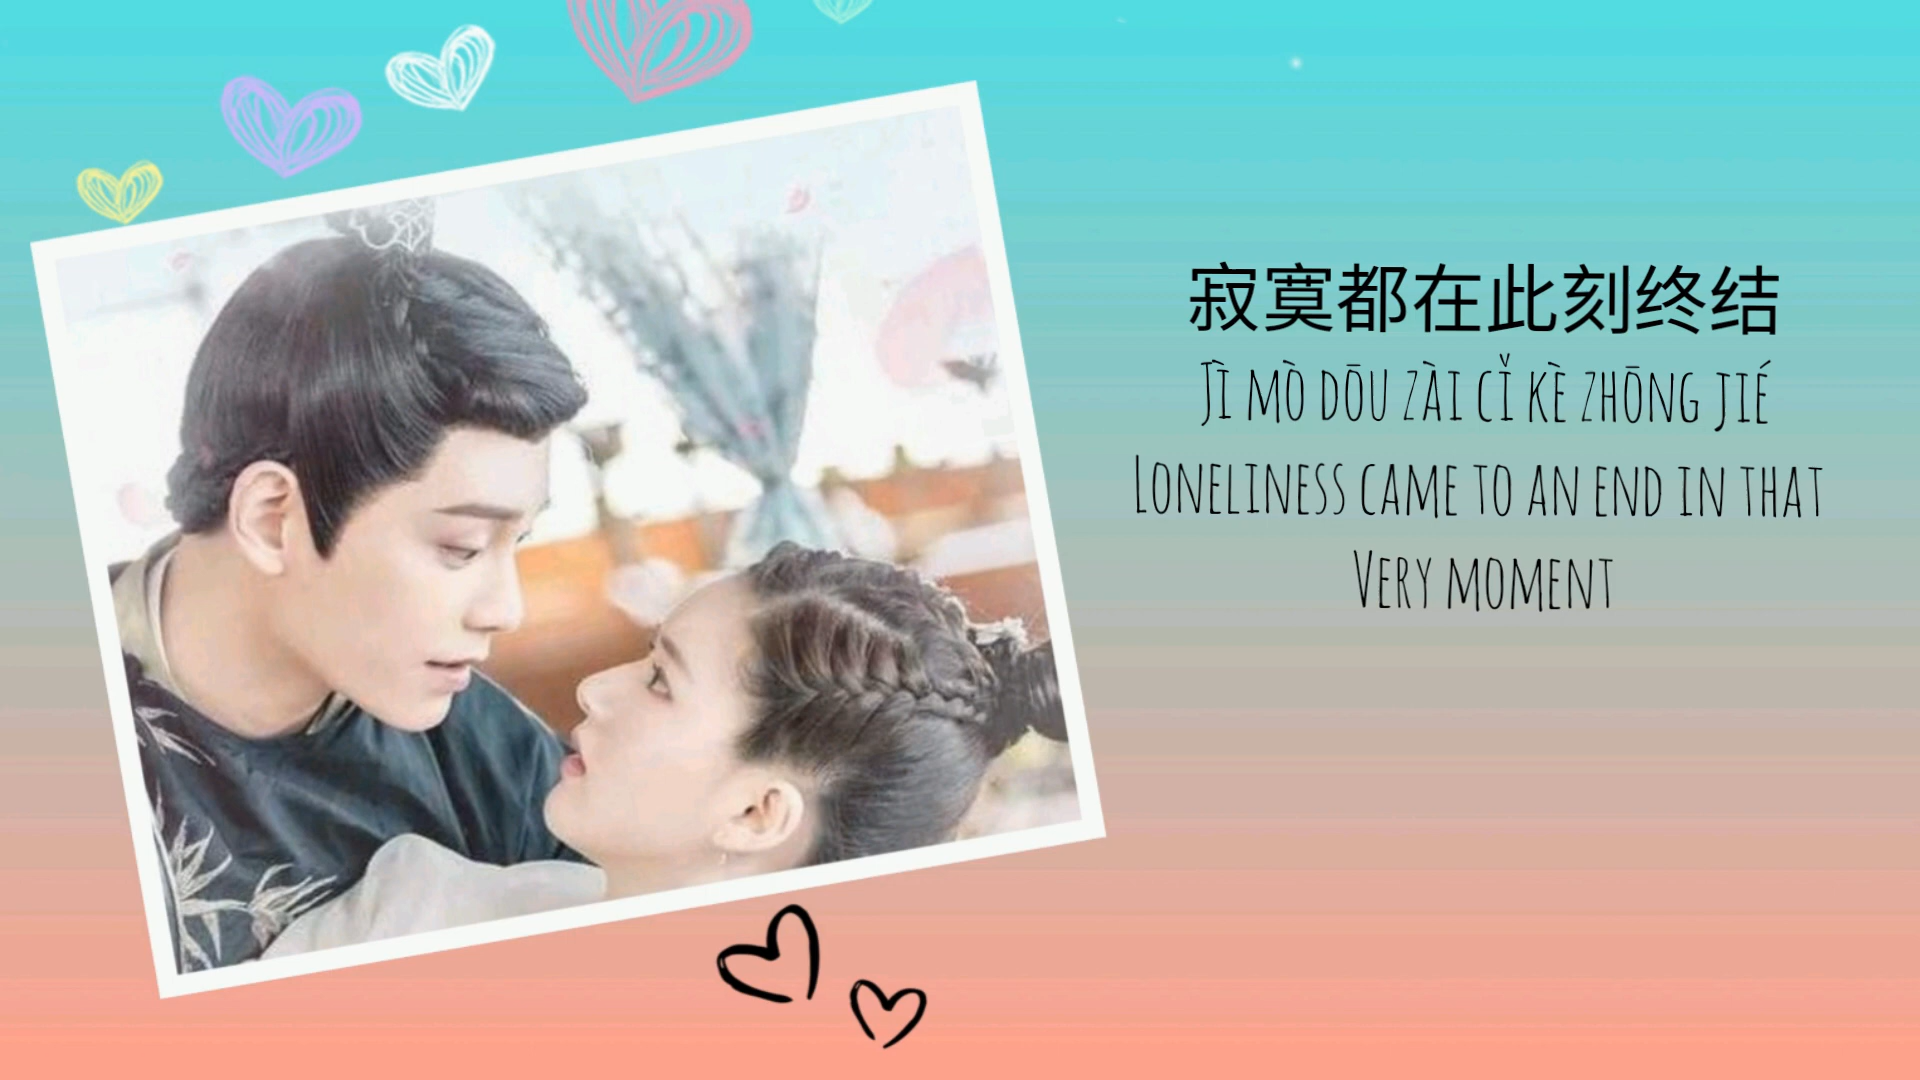 寂寞都在此刻终结
Jì mò dōu zài cǐ kè zhōng jié
Loneliness came to an end in that
Very moment